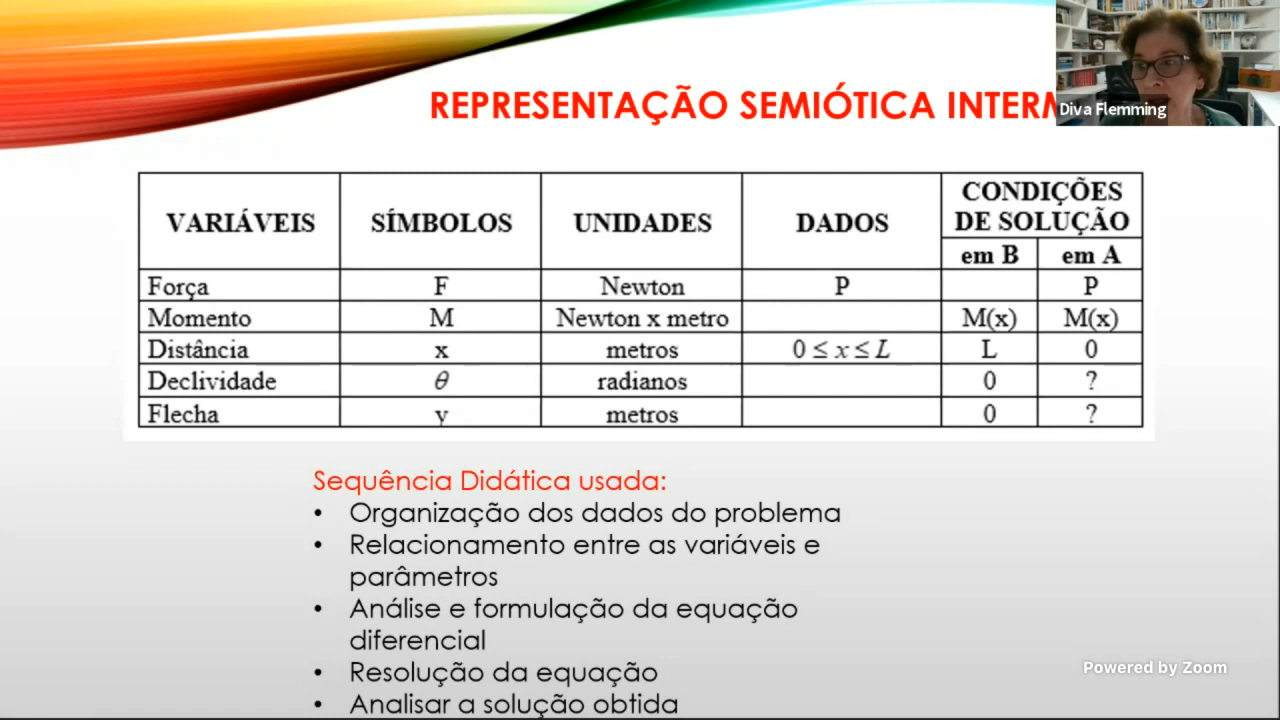 REPRESENTAÇÃO SEMIÓTICA
Diva Flemming
VARIÁVEIS SÍMBOLOS UNIDADES DADOS CONDIÇÕES DE SOLUÇÃO
em B em A
Força F Newton P P
Momento M Newton x metro M(x) M(x)
Distância x metros 0 ≤ x ≤ L L 0
Declividade θ radianos 0 ?
Flecha y metros 0 ?
Sequência Didática usada:
• Organização dos dados do problema
• Relacionamento entre as variáveis e
parâmetros
• Análise e formulação da equação
diferencial
• Resolução da equação
• Analisar a solução obtida
Powered by Zoom